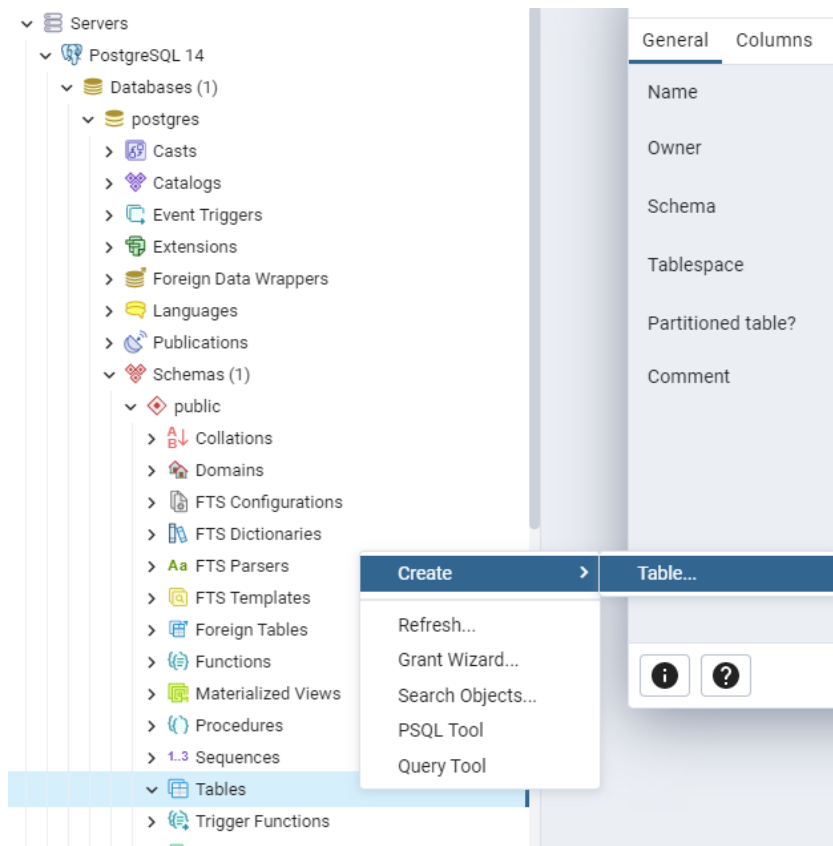 Servers
PostgreSQL 14
Databases (1)
postgres
Casts
Catalogs
Event Triggers
Extensions
Foreign Data Wrappers
Languages
Publications
Schemas (1)
public
Collations
Domains
FTS Configurations
FTS Dictionaries
Aa FTS Parsers
FTS Templates
Foreign Tables
Functions
Materialized Views
Procedures
1..3 Sequences
Tables
Trigger Functions
Create
Refresh...
Grant Wizard...
Search Objects...
PSQL Tool
Query Tool
Table...
General Columns
Name
Owner
Schema
Tablespace
Partitioned table?
Comment